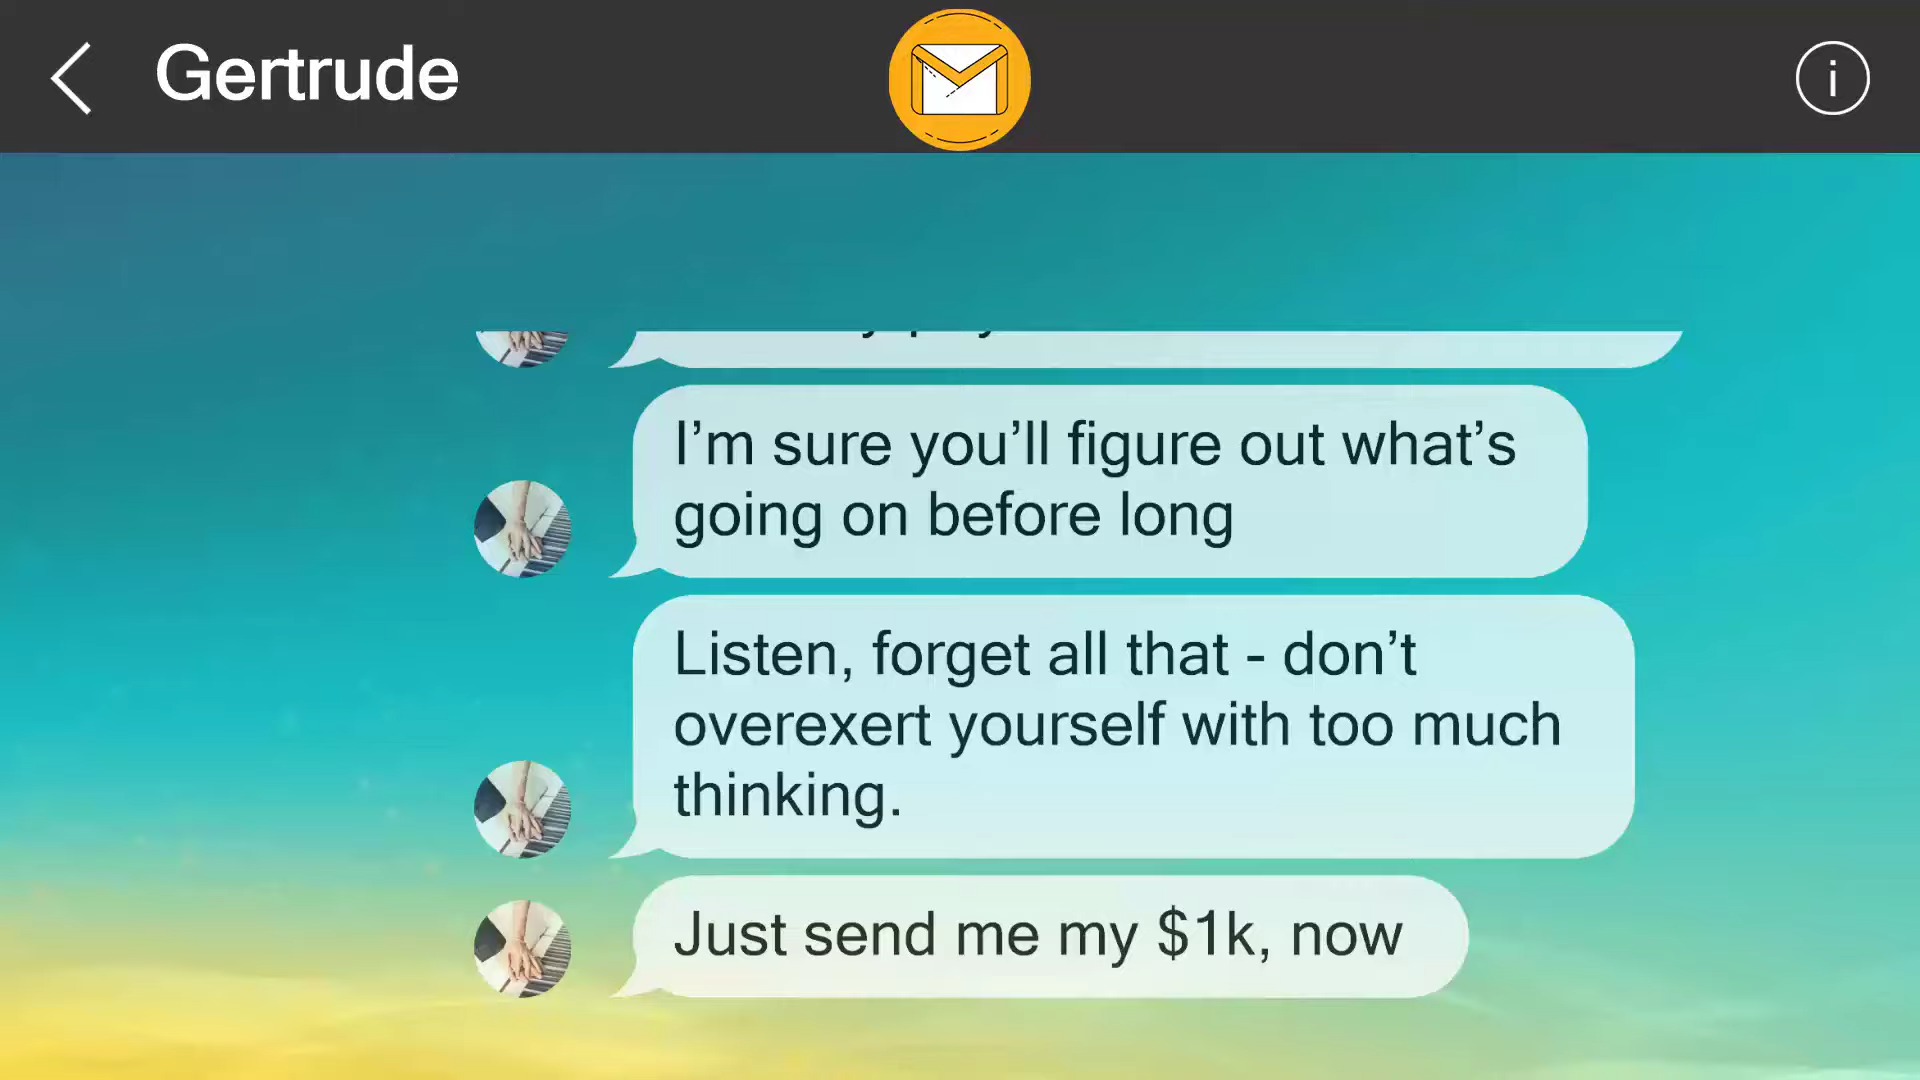 Gertrude
I'm sure you'll figure out what's
going on before long
Listen, forget all that - don't
overexert yourself with too much
thinking.
Just send me my $1k, now